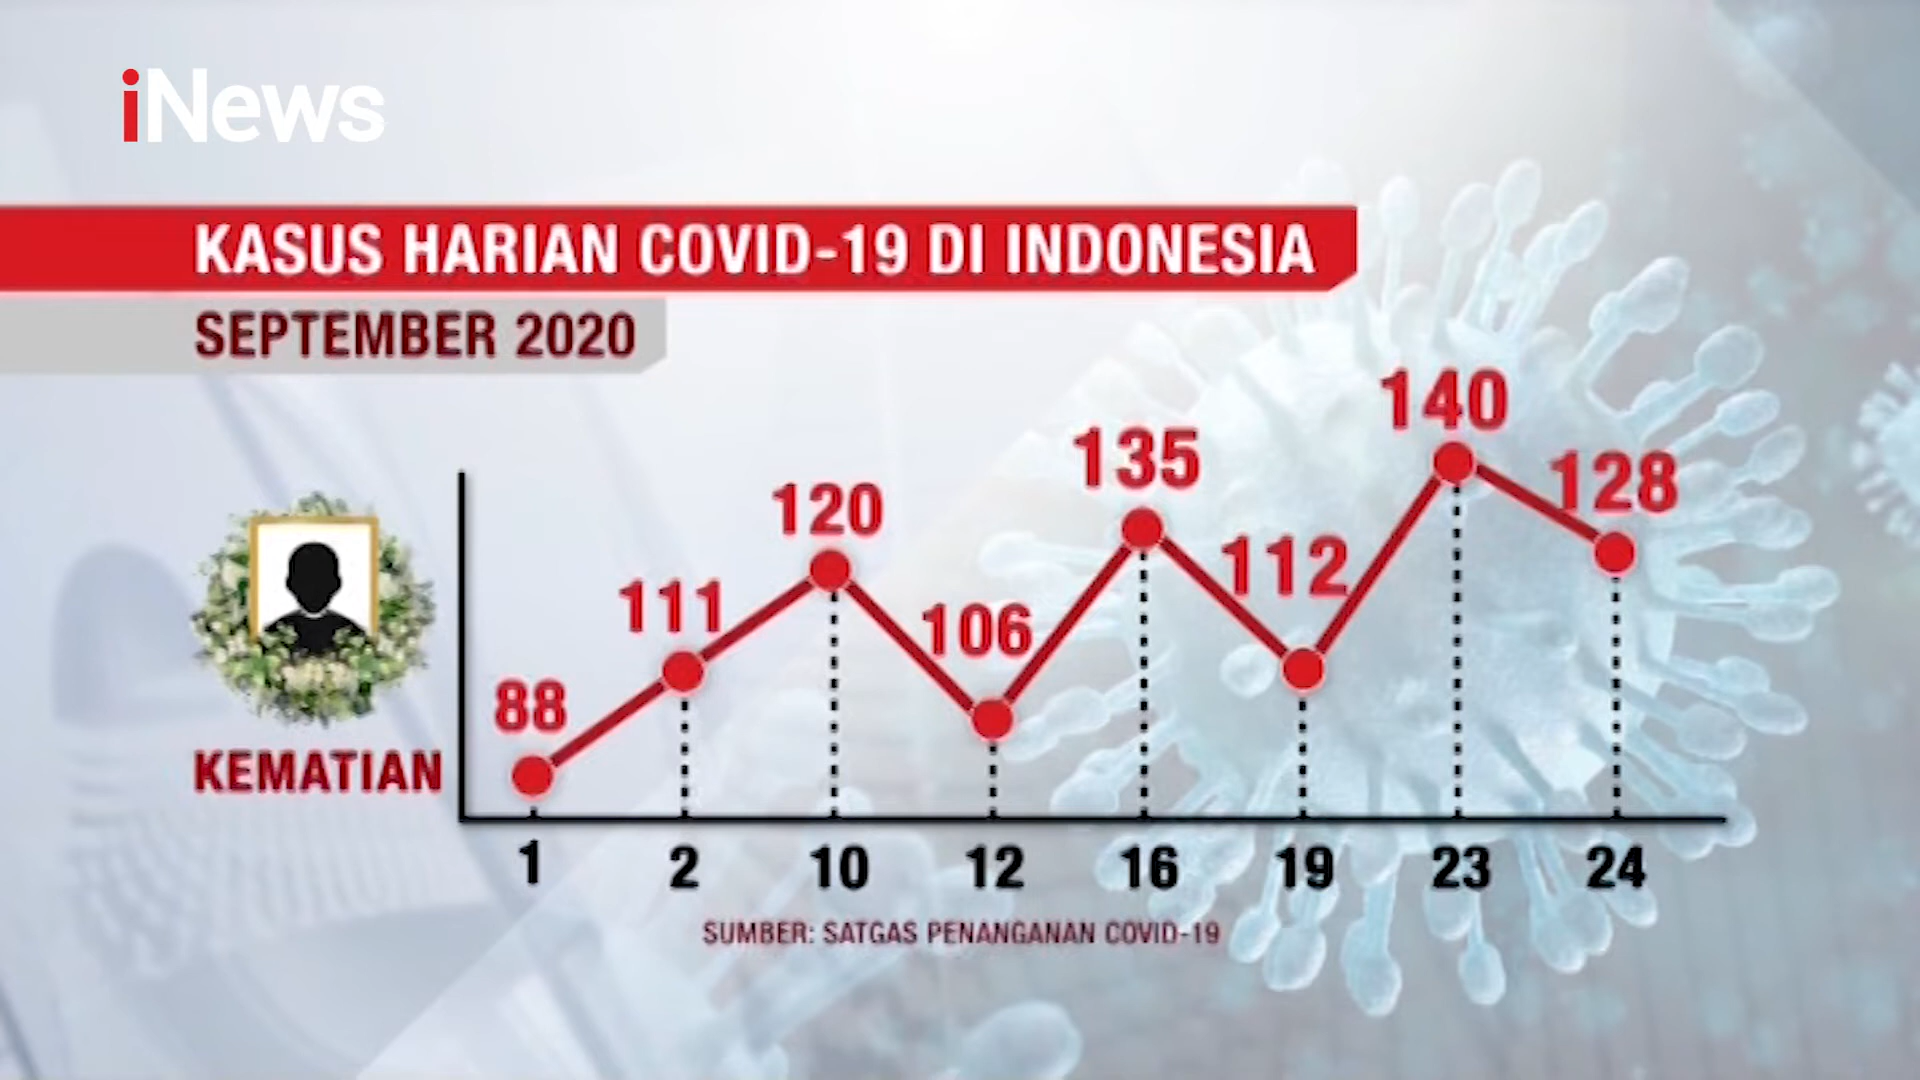 iNews
KASUS HARIAN COVID-19 DI INDONESIA
SEPTEMBER 2020
140
135
128
120
112
111
106
88
KEMATIAN
1 2 10 12 16 19 23 24
SUMBER: SATGAS PENANGANAN COVID-19